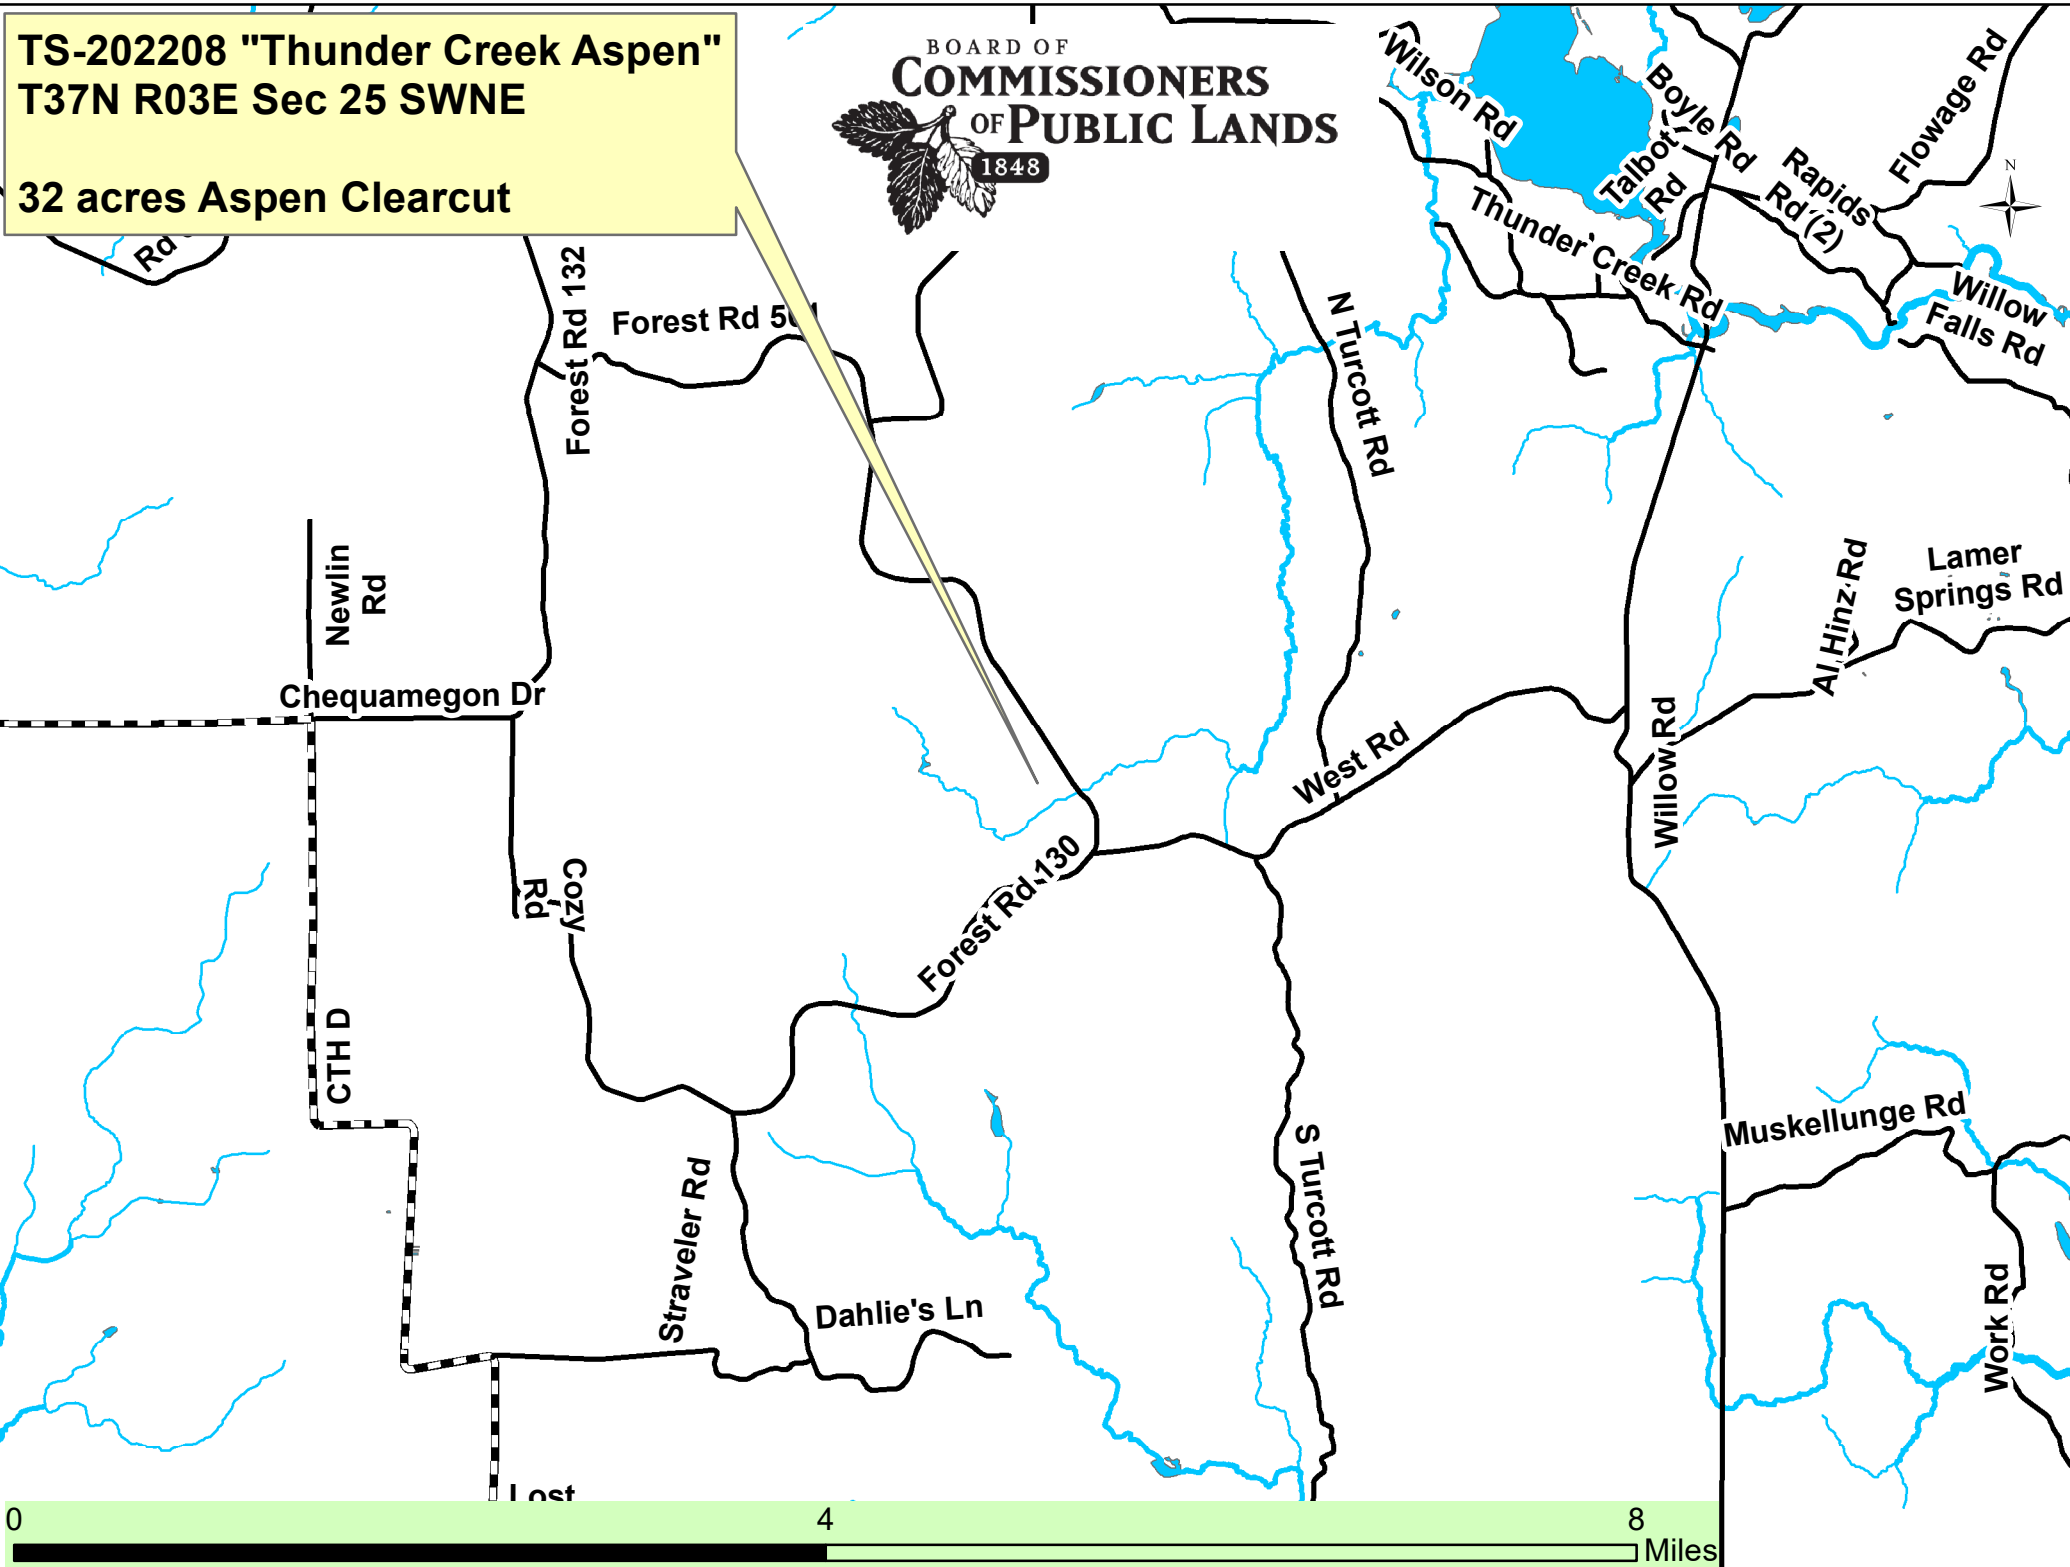 TS-202208 "Thunder Creek Aspen"
T37N R03E Sec 25 SWNE
32 acres Aspen Clearcut
BOARD OF
COMMISSIONERS
OF PUBLIC LANDS
1848
Wilson Rd
Boyle Rd
Talbot
Rd
Rapids
Rd (2)
Flowage Rd
N
Thunder Creek Rd
Willow
Falls Rd
Rd
Forest Rd 132
Forest Rd 501
N Turcott Rd
Newlin
Rd
Lamer
Springs Rd
Al Hinz Rd
Chequamegon Dr
West Rd
Willow Rd
Cozy
Rd
Forest Rd 130
CTH D
Muskellunge Rd
S Turcott Rd
Straveler Rd
Dahlie's Ln
Work Rd
Lost
0 4 8
Miles